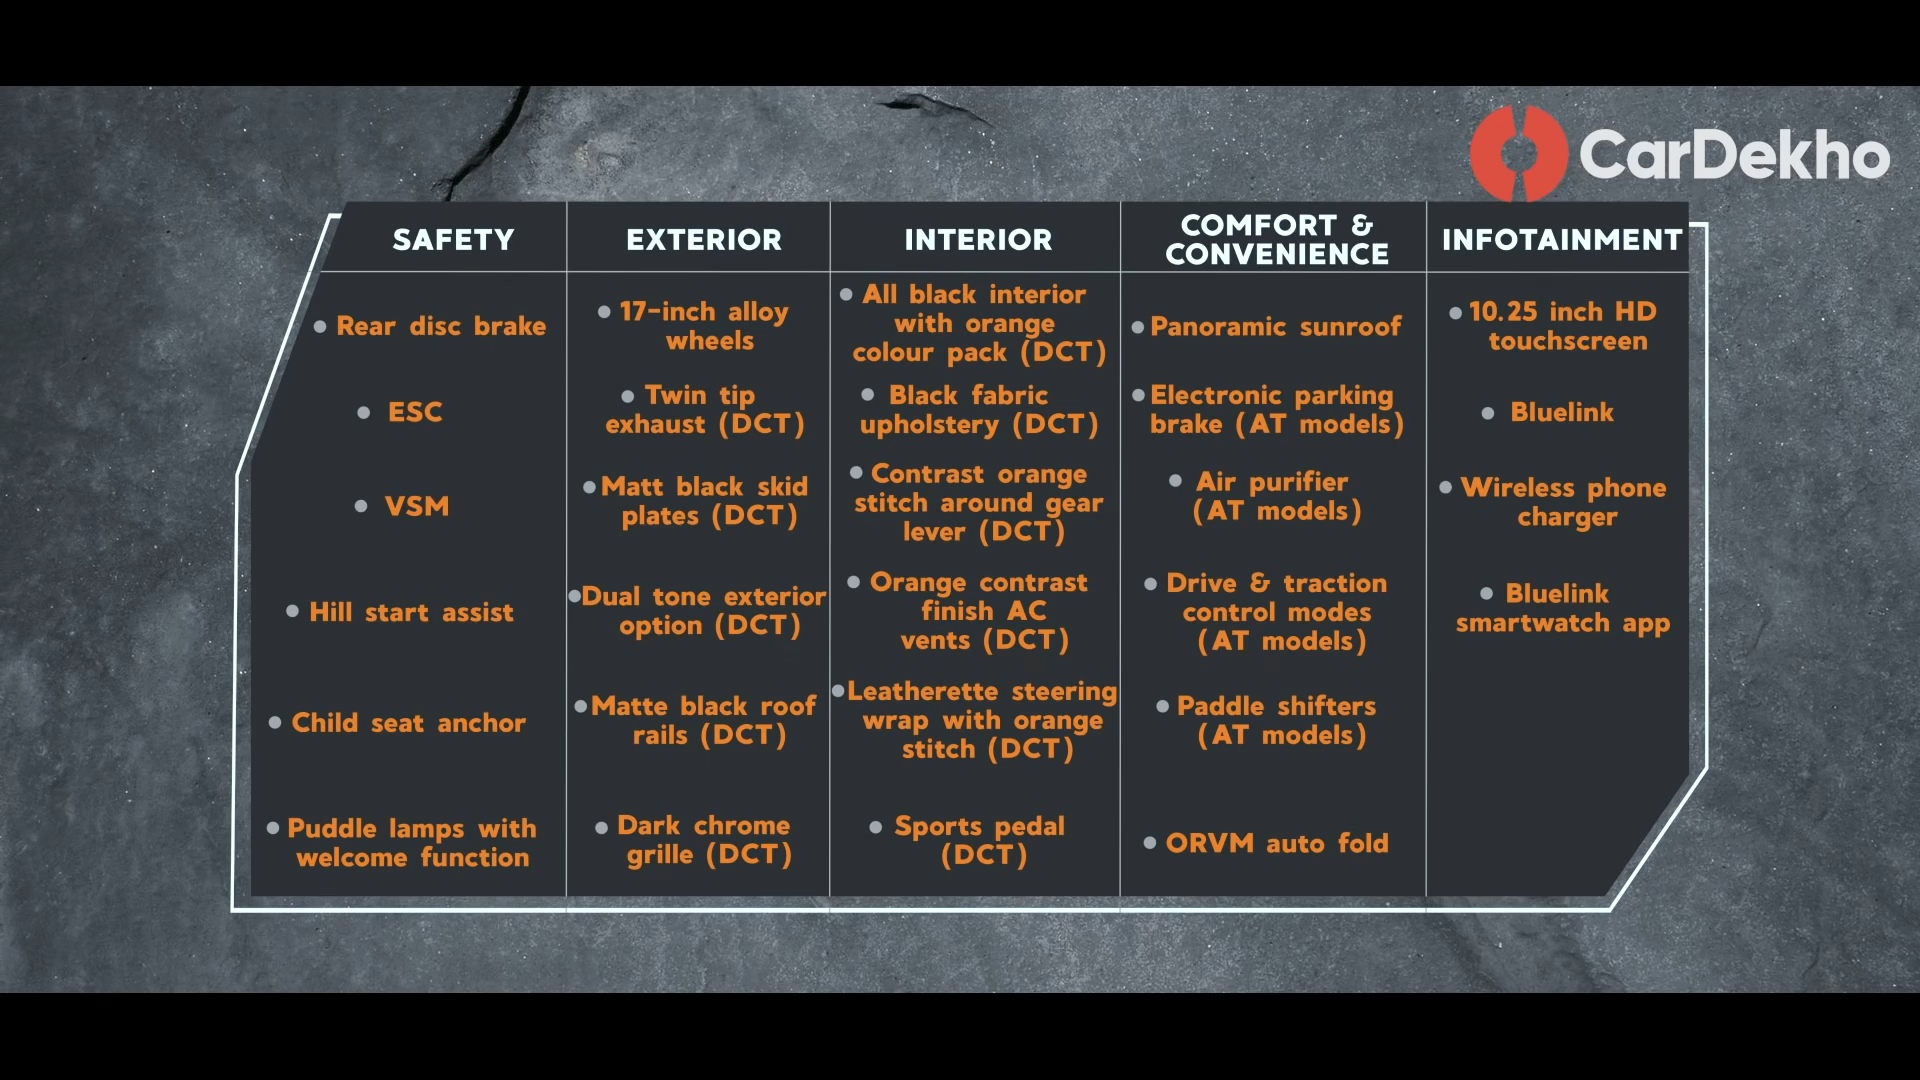 CarDekho
SAFETY
Rear disc brake
ESC
VSM
Hill start assist
Child seat anchor
Puddle lamps with
welcome function
EXTERIOR
17-inch alloy
wheels
Twin tip
exhaust (DCT)
Matt black skid
plates (DCT)
Dual tone exterior
option (DCT)
Matte black roof
rails (DCT)
Dark chrome
grille (DCT)
INTERIOR
All black interior
with orange
colour pack (DCT)
Black fabric
upholstery (DCT)
Contrast orange
stitch around gear
lever (DCT)
Orange contrast
finish AC
vents (DCT)
Leatherette steering
wrap with orange
stitch (DCT)
Sports pedal
(DCT)
COMFORT &
CONVENIENCE
Panoramic sunroof
Electronic parking
brake (AT models)
Air purifier
(AT models)
Drive & traction
control modes
(AT models)
Paddle shifters
(AT models)
ORVM auto fold
INFOTAINMENT
10.25 inch HD
touchscreen
Bluelink
Wireless phone
charger
Bluelink
smartwatch app